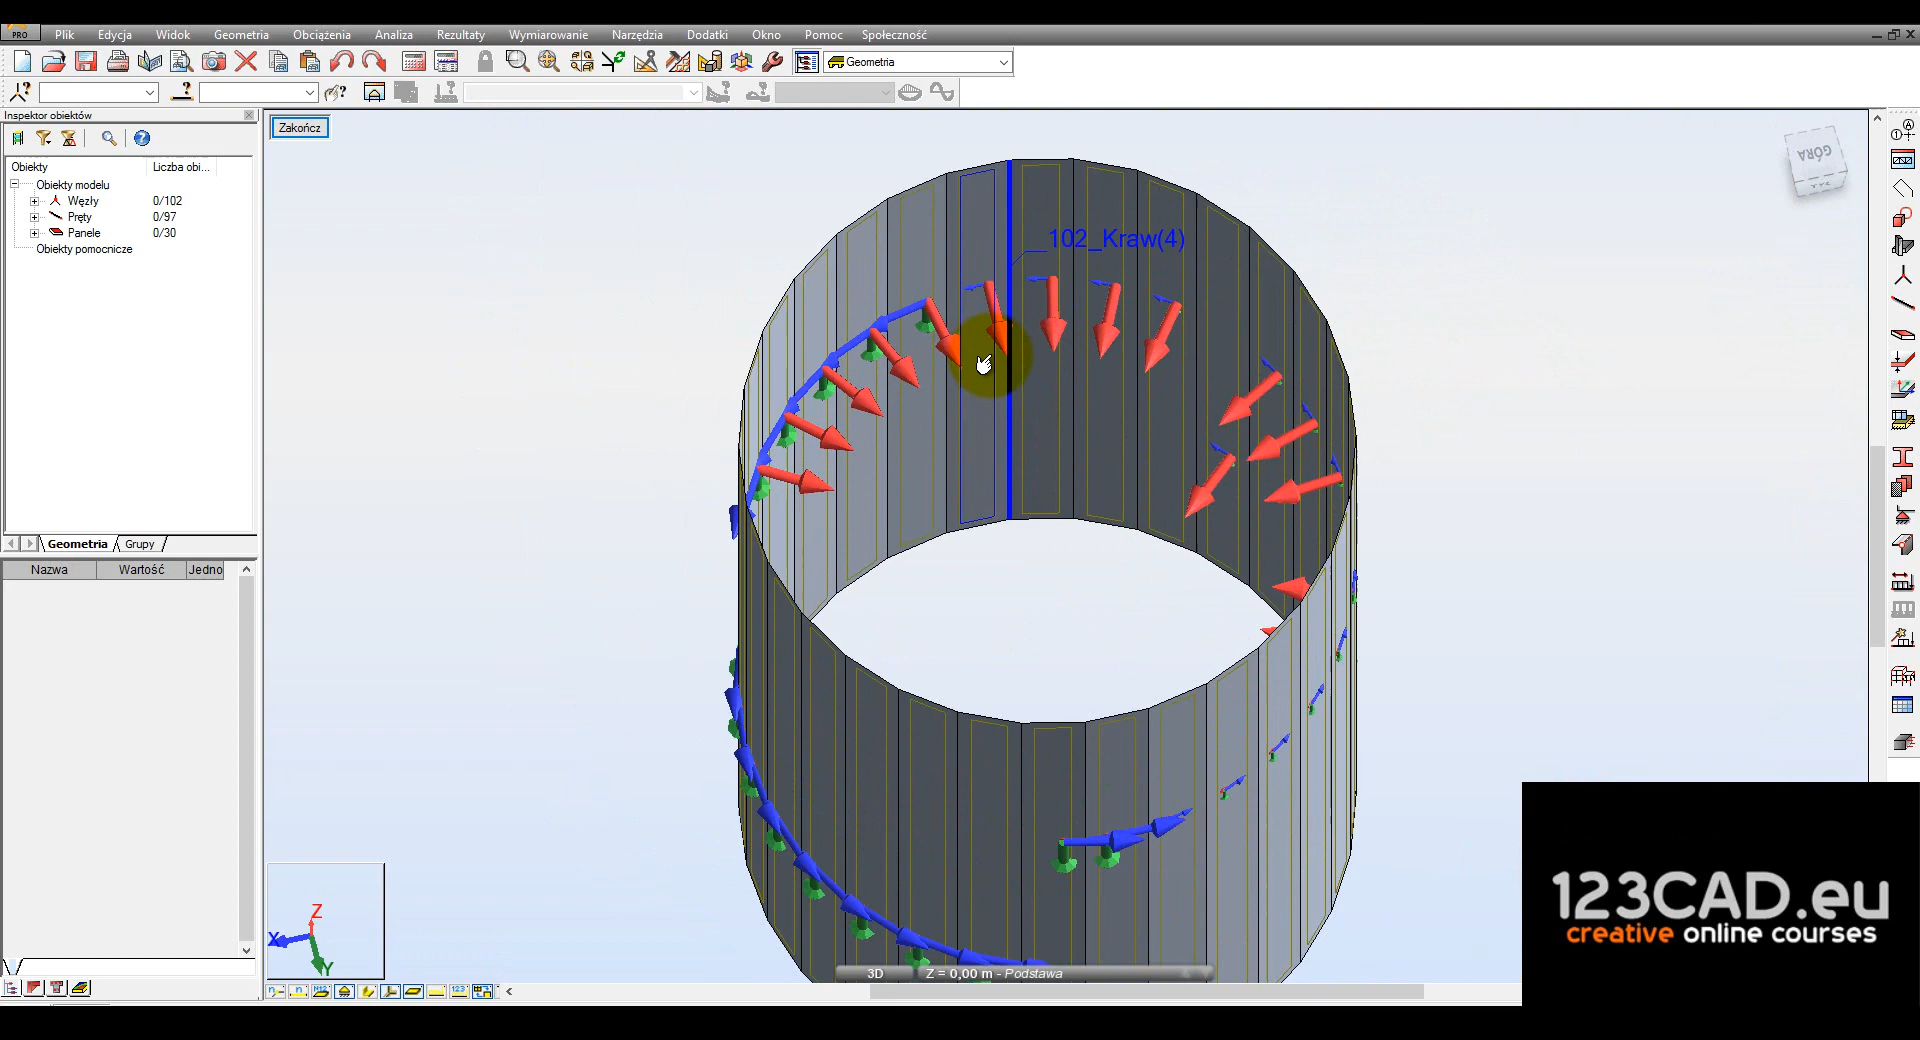 PRO Plik Edycja Widok Geometria Obciążenia Analiza Rezultaty Wymiarowanie Narzędzia Dodatki Okno Pomoc Społeczność
Geometria
Inspektor obiektów
Zakończ
Obiekty Liczba obi...
Obiekty modelu
Węzły 0/102
Pręty 0/97
Panele 0/30
Obiekty pomocnicze
Geometria Grupy
Nazwa Wartość Jedno
102_Kraw(4)
GÓRA
TYŁ
Z
X
Y
3D Z = 0,00 m - Podstawa
123CAD.eu
creative online courses